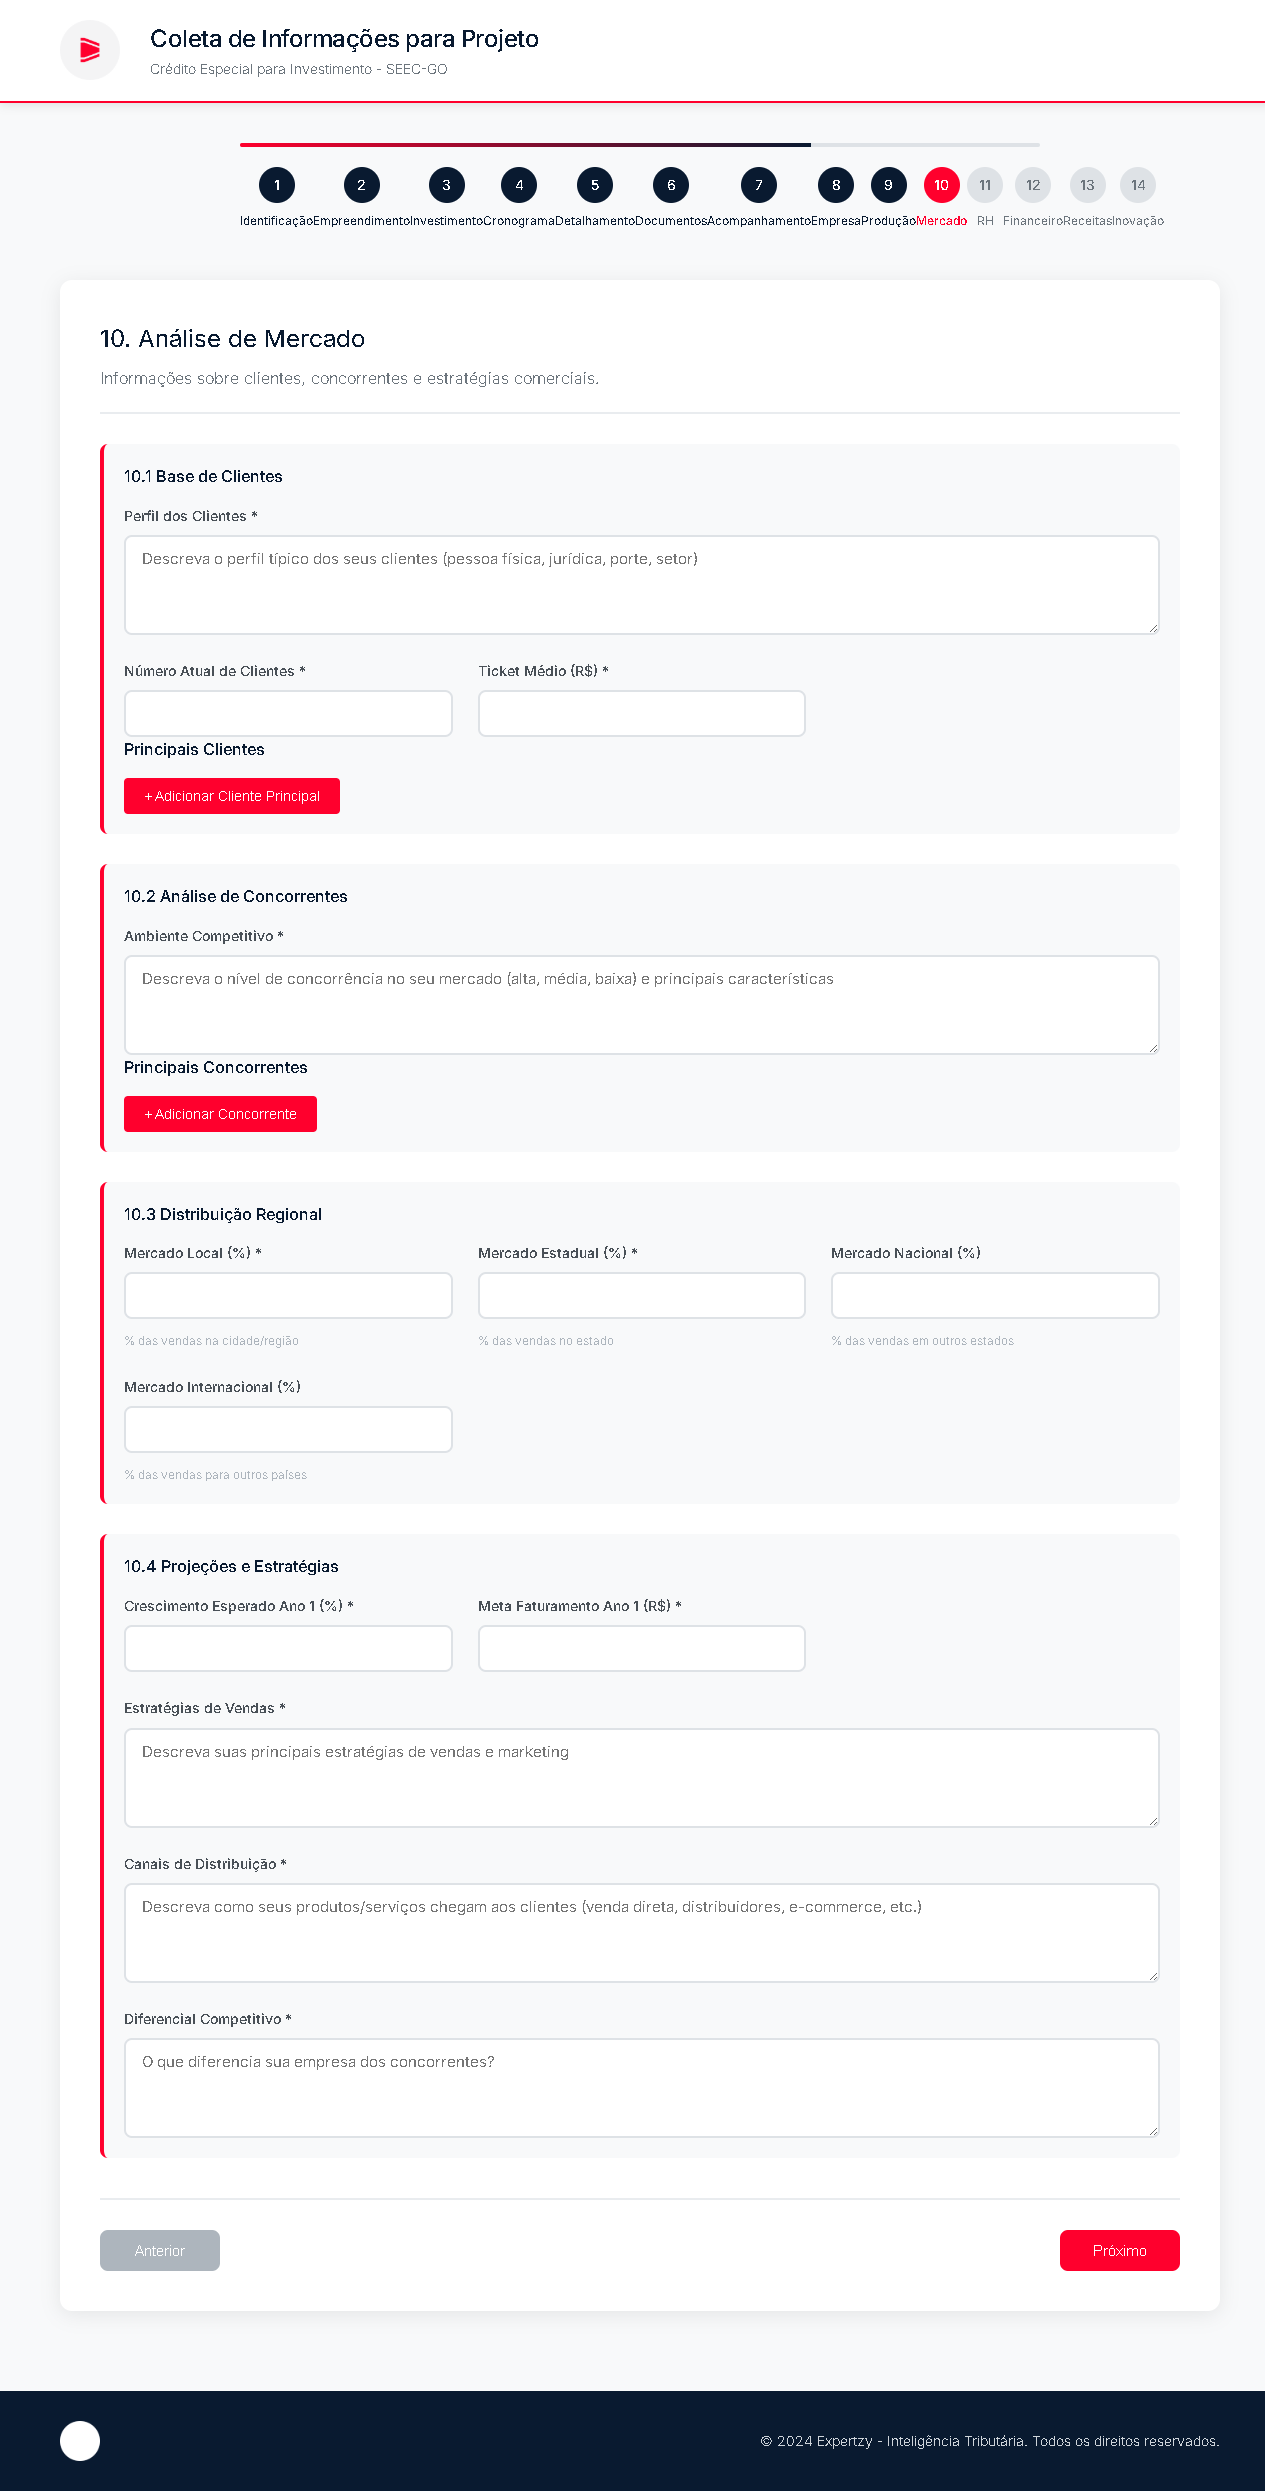 Coleta de Informações para Projeto
Crédito Especial para Investimento - SEEC-GO
1 2 3 4 5 6 7 8 9 10 11 12 13 14
Identificação Empreendimento Investimento Cronograma Detalhamento Documentos Acompanhamento Empresa Produção Mercado RH Financeiro Receitas Inovação
10. Análise de Mercado
Informações sobre clientes, concorrentes e estratégias comerciais.
10.1 Base de Clientes
Perfil dos Clientes *
Descreva o perfil típico dos seus clientes (pessoa física, jurídica, porte, setor)
Número Atual de Clientes * Ticket Médio (R$) *
Principais Clientes
+ Adicionar Cliente Principal
10.2 Análise de Concorrentes
Ambiente Competitivo *
Descreva o nível de concorrência no seu mercado (alta, média, baixa) e principais características
Principais Concorrentes
+ Adicionar Concorrente
10.3 Distribuição Regional
Mercado Local (%) * Mercado Estadual (%) * Mercado Nacional (%)
% das vendas na cidade/região % das vendas no estado % das vendas em outros estados
Mercado Internacional (%)
% das vendas para outros países
10.4 Projeções e Estratégias
Crescimento Esperado Ano 1 (%) * Meta Faturamento Ano 1 (R$) *
Estratégias de Vendas *
Descreva suas principais estratégias de vendas e marketing
Canais de Distribuição *
Descreva como seus produtos/serviços chegam aos clientes (venda direta, distribuidores, e-commerce, etc.)
Diferencial Competitivo *
O que diferencia sua empresa dos concorrentes?
Anterior Próximo
© 2024 Expertzy - Inteligência Tributária. Todos os direitos reservados.